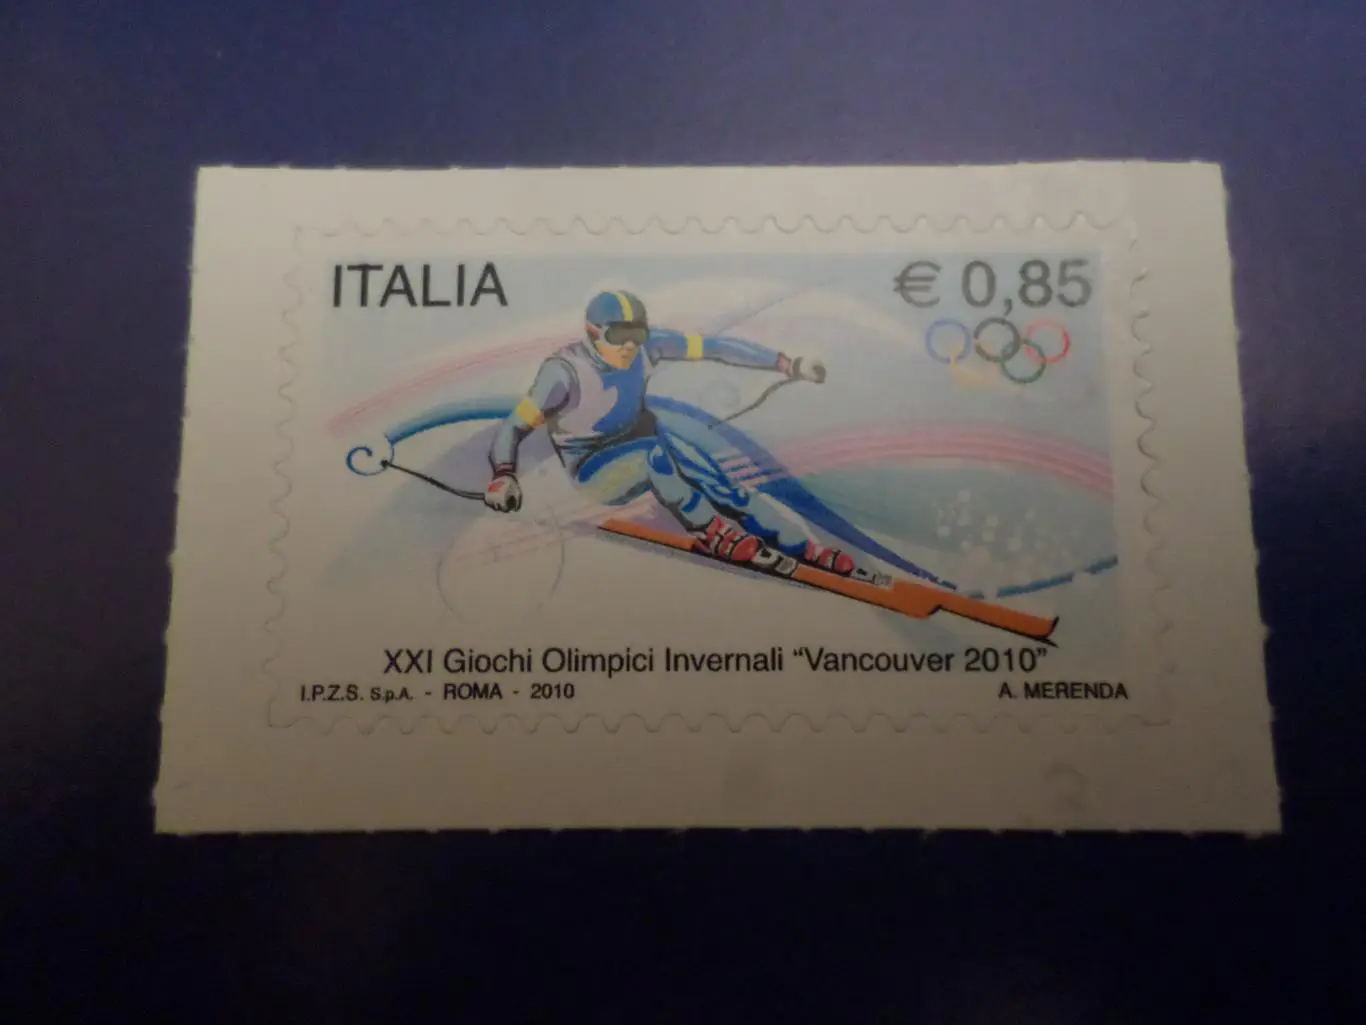 ITALIA
€ 0,85
XXI Giochi Olimpici Invernali “Vancouver 2010”
I.P.Z.S. S.p.A. - ROMA - 2010
A. MERENDA